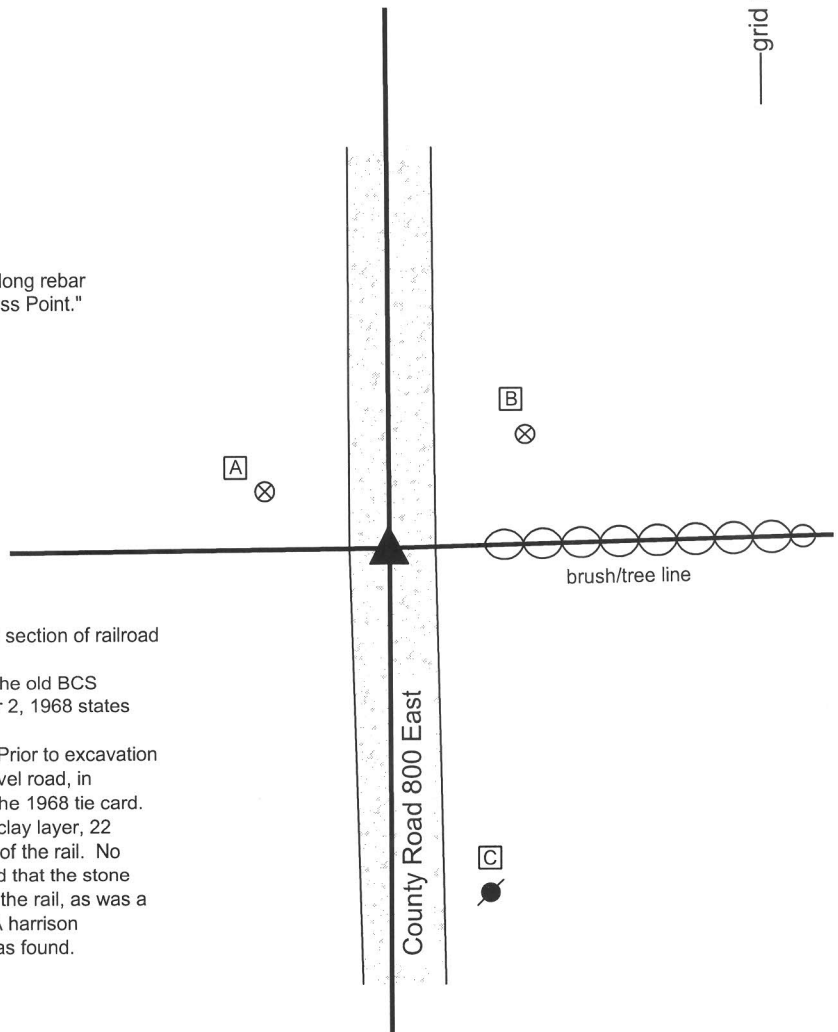 grid
long rebar
ss Point."
B
A
brush/tree line
section of railroad
he old BCS
r 2, 1968 states
Prior to excavation
vel road, in
he 1968 tie card.
clay layer, 22
of the rail.  No
d that the stone
the rail, as was a
A harrison
as found.
County Road 800 East
C